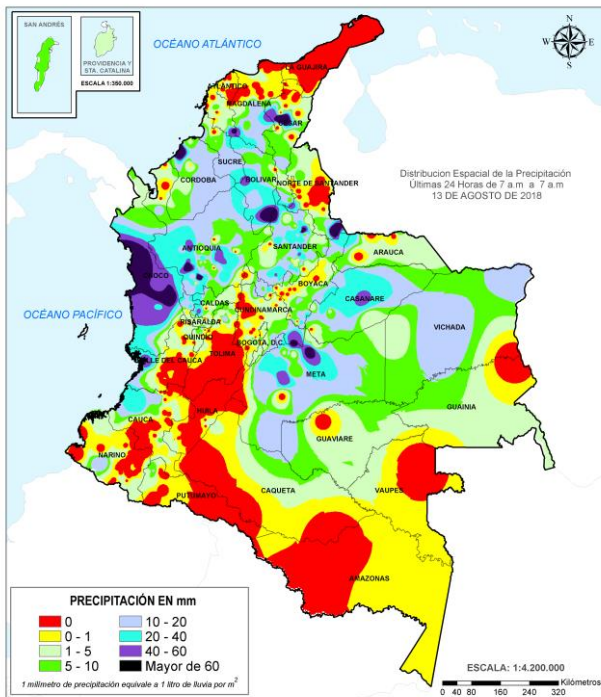 SAN ANDRÉS
PROVIDENCIA Y
STA. CATALINA
ESCALA 1:350.000
OCÉANO ATLÁNTICO
N
W
E
S
LA GUAJIRA
ATLÁNTICO
MAGDALENA
CESAR
SUCRE
CORDOBA
BOLIVAR
NORTE DE SANTANDER
Distribucion Espacial de la Precipitación
Últimas 24 Horas de 7 a.m a 7 a.m
13 DE AGOSTO DE 2018
ANTIOQUIA
SANTANDER
ARAUCA
CHOCO
BOYACA
CASANARE
OCÉANO PACÍFICO
CALDAS
CUNDINAMARCA
VICHADA
RISARALDA
QUINDIO
BOGOTA, D.C.
TOLIMA
VALLE DEL CAUCA
META
GUAINIA
HUILA
CAUCA
GUAVIARE
NARIÑO
CAQUETA
VAUPES
PUTUMAYO
AMAZONAS
PRECIPITACIÓN EN mm
0
10 - 20
0 - 1
20 - 40
1 - 5
40 - 60
5 - 10
Mayor de 60
1 milímetro de precipitación equivale a 1 litro de lluvia por m²
ESCALA: 1:4.200.000
Kilómetros
0 40 80 160 240 320